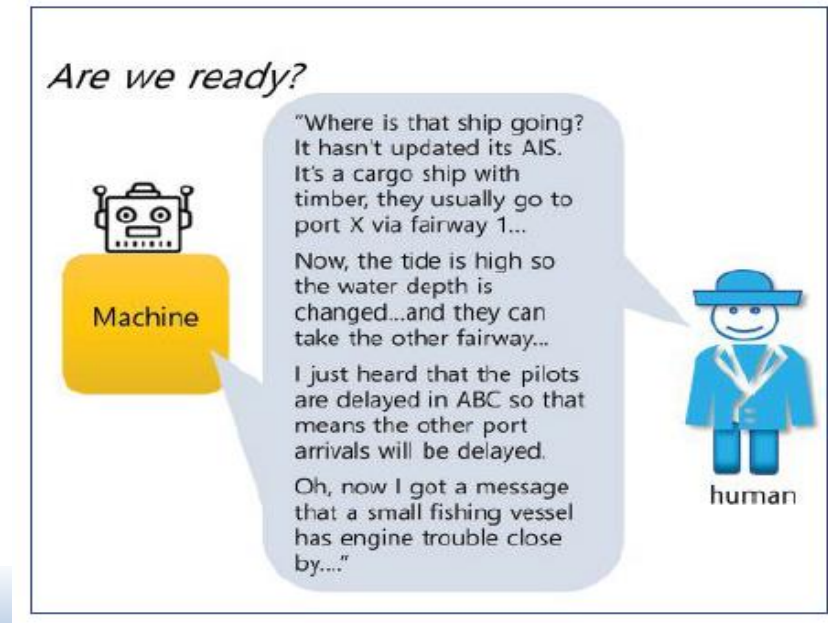 Are we ready?
"Where is that ship going?
It hasn't updated its AIS.
It's a cargo ship with
timber, they usually go to
port X via fairway 1...
Now, the tide is high so
the water depth is
changed...and they can
take the other fairway...
I just heard that the pilots
are delayed in ABC so that
means the other port
arrivals will be delayed.
Oh, now I got a message
that a small fishing vessel
has engine trouble close
by...."
Machine
human